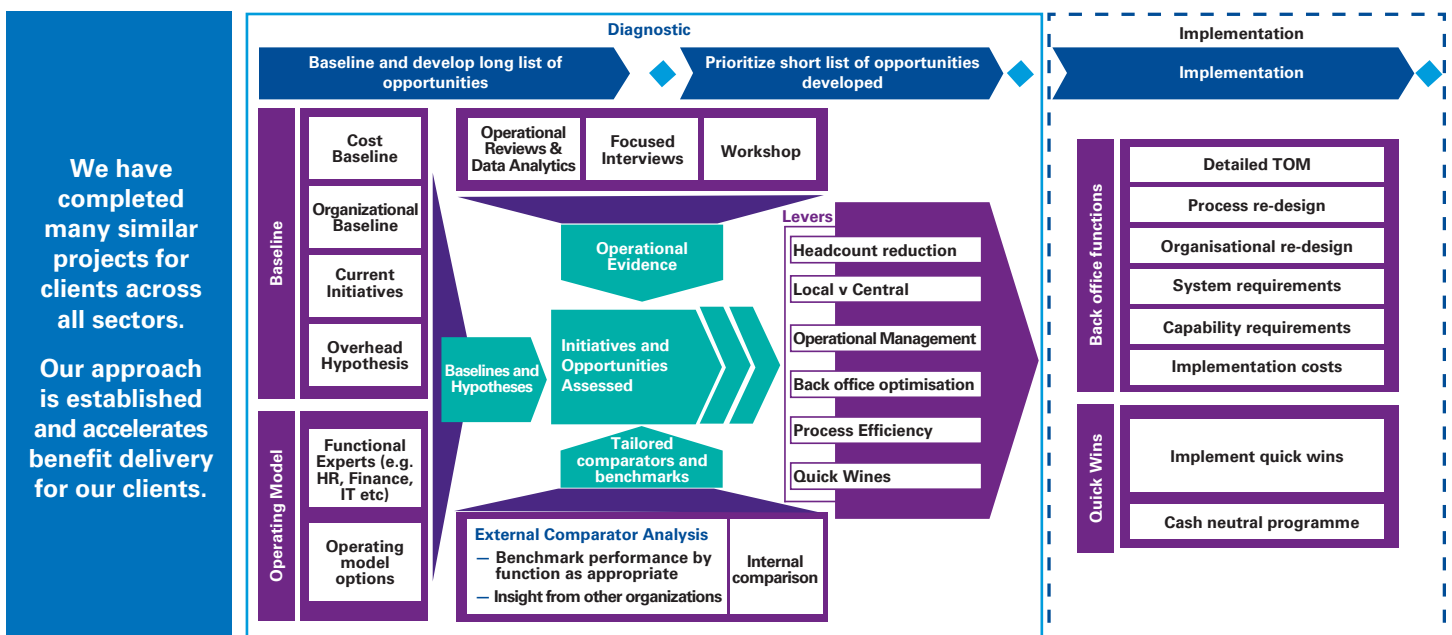 We have
completed
many similar
projects for
clients across
all sectors.
Our approach
is established
and accelerates
benefit delivery
for our clients.
Diagnostic
Baseline and develop long list of
opportunities
Prioritize short list of opportunities
developed
Baseline
Cost
Baseline
Organizational
Baseline
Current
Initiatives
Overhead
Hypothesis
Operating Model
Functional
Experts (e.g.
HR, Finance,
IT etc)
Operating
model
options
Operational
Reviews &
Data Analytics
Focused
Interviews
Workshop
Operational
Evidence
Baselines and
Hypotheses
Initiatives and
Opportunities
Assessed
Tailored
comparators and
benchmarks
External Comparator Analysis
— Benchmark performance by
function as appropriate
— Insight from other organizations
Internal
comparison
Levers
Headcount reduction
Local v Central
Operational Management
Back office optimisation
Process Efficiency
Quick Wines
Implementation
Implementation
Back office functions
Detailed TOM
Process re-design
Organisational re-design
System requirements
Capability requirements
Implementation costs
Quick Wins
Implement quick wins
Cash neutral programme